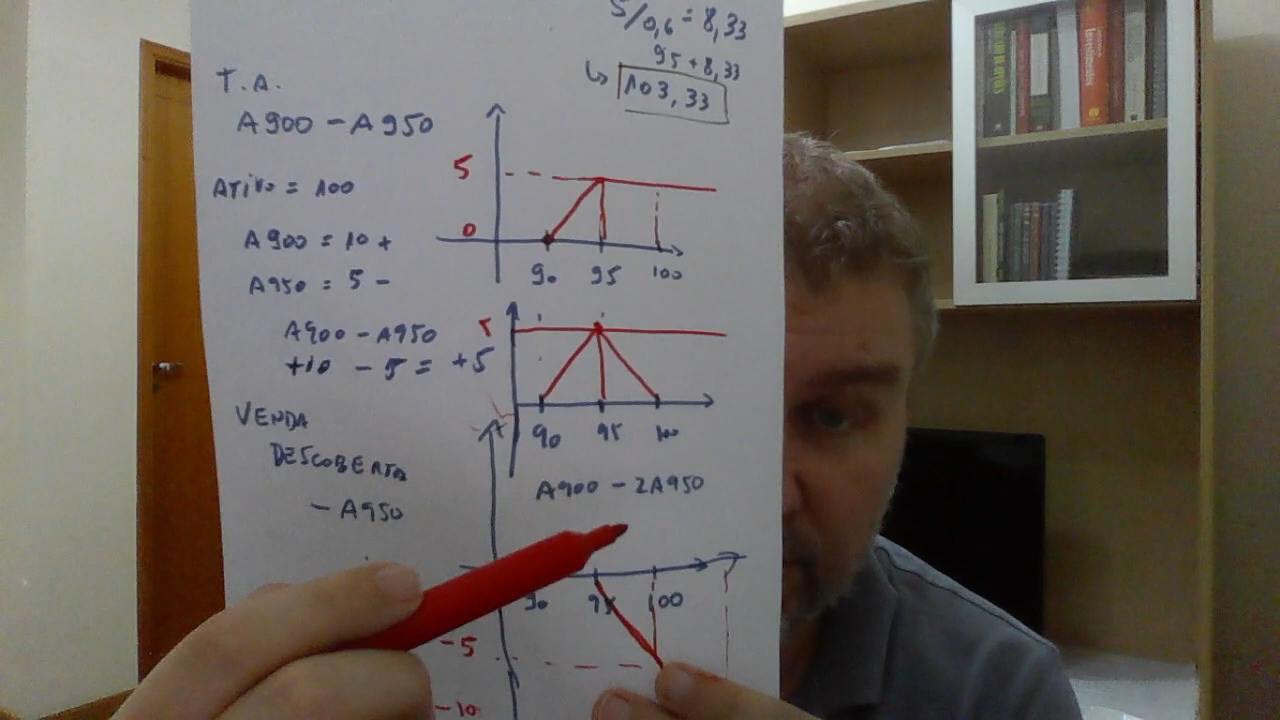 5/0,6 = 8,33
95 + 8,33
103,33
T.A.
A900 - A950
ATIVO = 100
A900 = 10 +
A950 = 5 -
A900 - A950
+10 - 5 = +5
VENDA
DESCOBERTA
- A950
5
0
90 95 100
5
90 95 100
A900 - 2A950
90 95 100
-5
-10